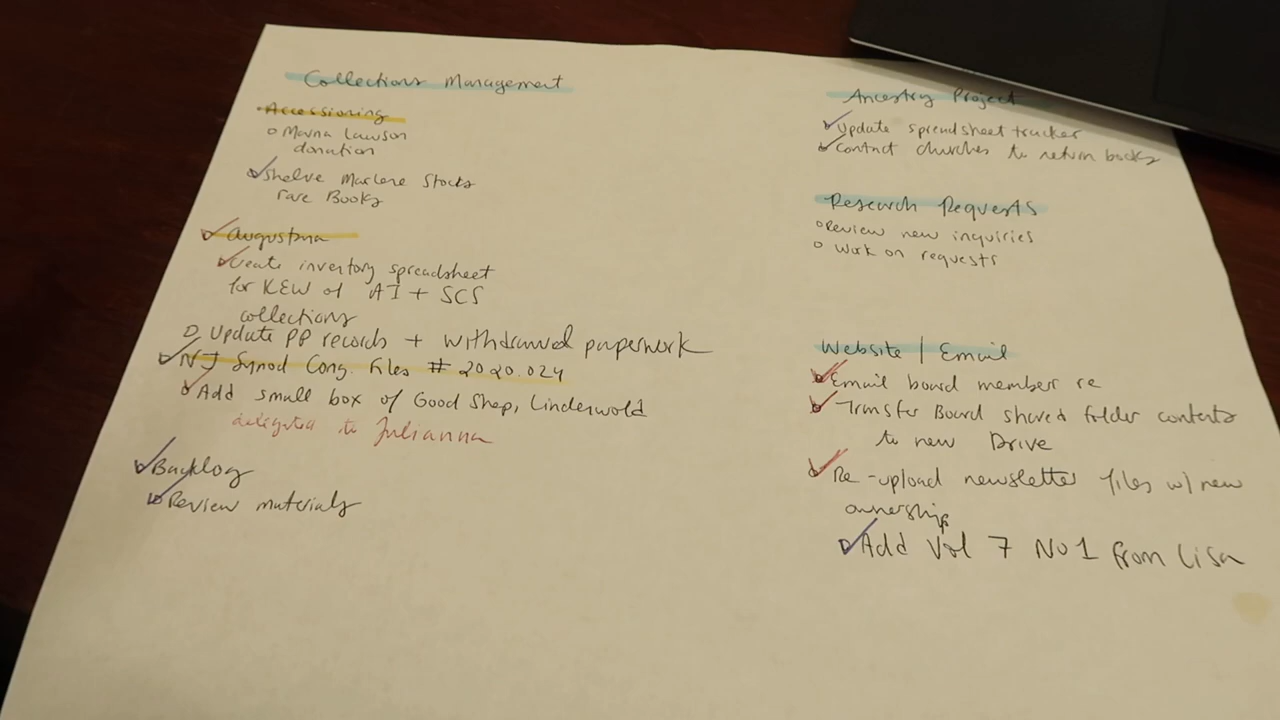 Collections Management
Accessioning
Marna Lawson
donation
Shelve Marlene Stocks
rare Books
Augustana
Create inventory spreadsheet
for KEW of AI + SCS
collections
Update PP records + withdrawal paperwork
NJ Synod Cong. Files # 2020.024
Add small box of Good Shep, Linderwold
delegated to Julianna
Backlog
Review materials
Ancestry Project
Update spreadsheet tracker
Contact churches to return books
Research Requests
Review new inquiries
Work on requests
Website / Email
Email board member re
Transfer Board shared folder contents
to new Drive
Re-upload newsletter files w/ new
ownership
Add Vol 7 No 1 from Lisa